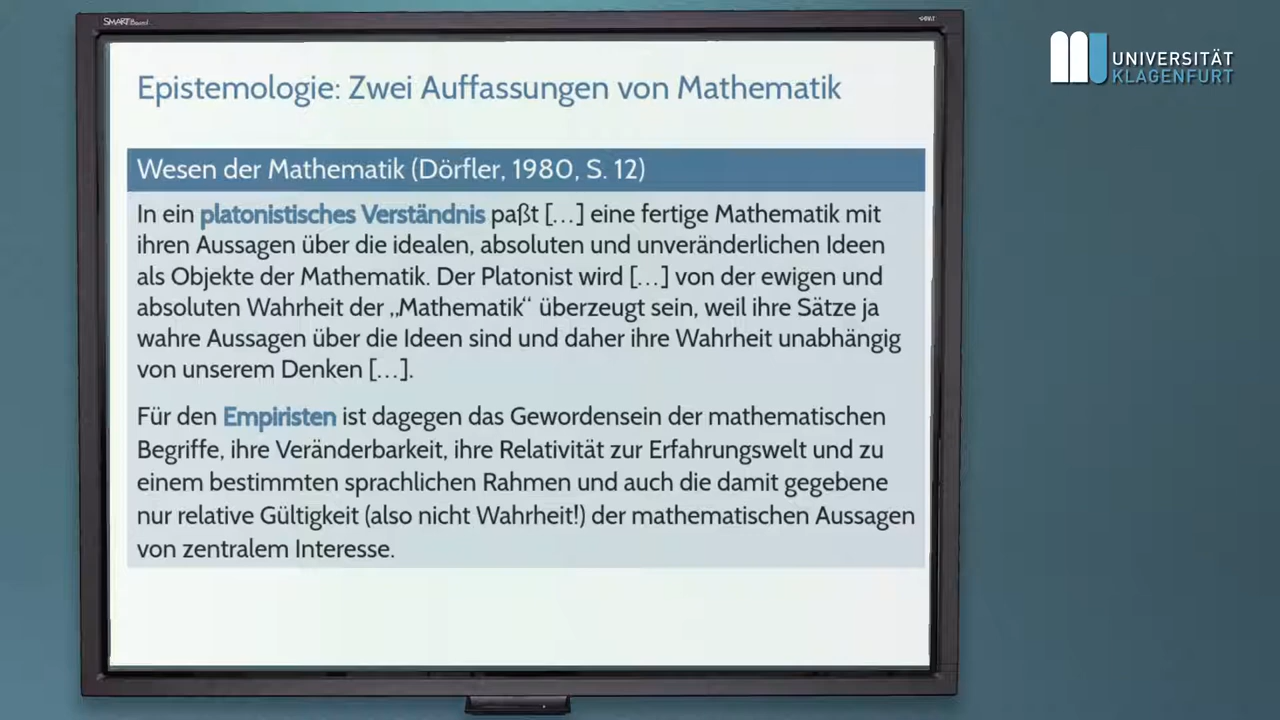 SMART Board
UNIVERSITÄT
KLAGENFURT
Epistemologie: Zwei Auffassungen von Mathematik
Wesen der Mathematik (Dörfler, 1980, S. 12)
In ein platonistisches Verständnis paßt […] eine fertige Mathematik mit
ihren Aussagen über die idealen, absoluten und unveränderlichen Ideen
als Objekte der Mathematik. Der Platonist wird […] von der ewigen und
absoluten Wahrheit der „Mathematik“ überzeugt sein, weil ihre Sätze ja
wahre Aussagen über die Ideen sind und daher ihre Wahrheit unabhängig
von unserem Denken […].
Für den Empiristen ist dagegen das Gewordensein der mathematischen
Begriffe, ihre Veränderbarkeit, ihre Relativität zur Erfahrungswelt und zu
einem bestimmten sprachlichen Rahmen und auch die damit gegebene
nur relative Gültigkeit (also nicht Wahrheit!) der mathematischen Aussagen
von zentralem Interesse.